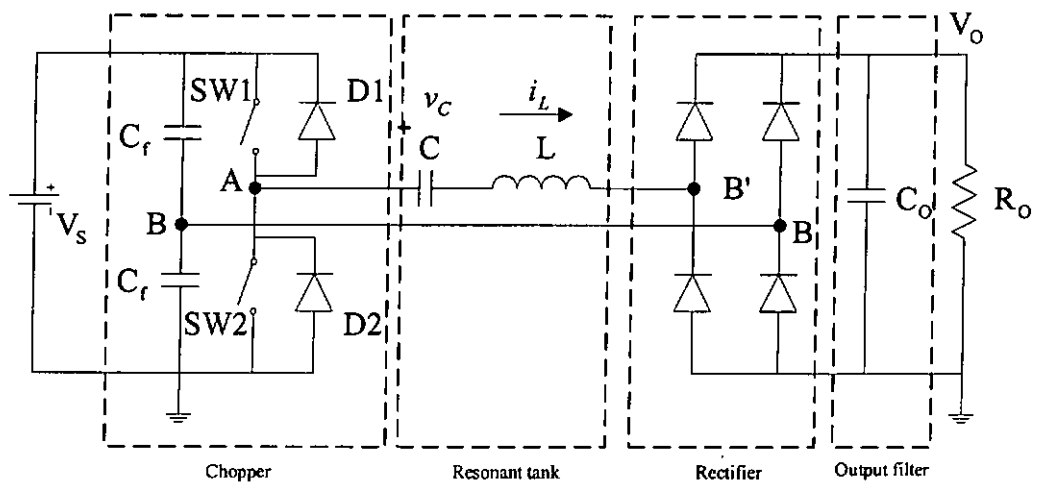 V_O
SW1
D1
v_C
i_L
C_f
+
C
L
A
B'
+
V_S
B
B
C_O
R_O
C_f
SW2
D2
Chopper
Resonant tank
Rectifier
Output filter